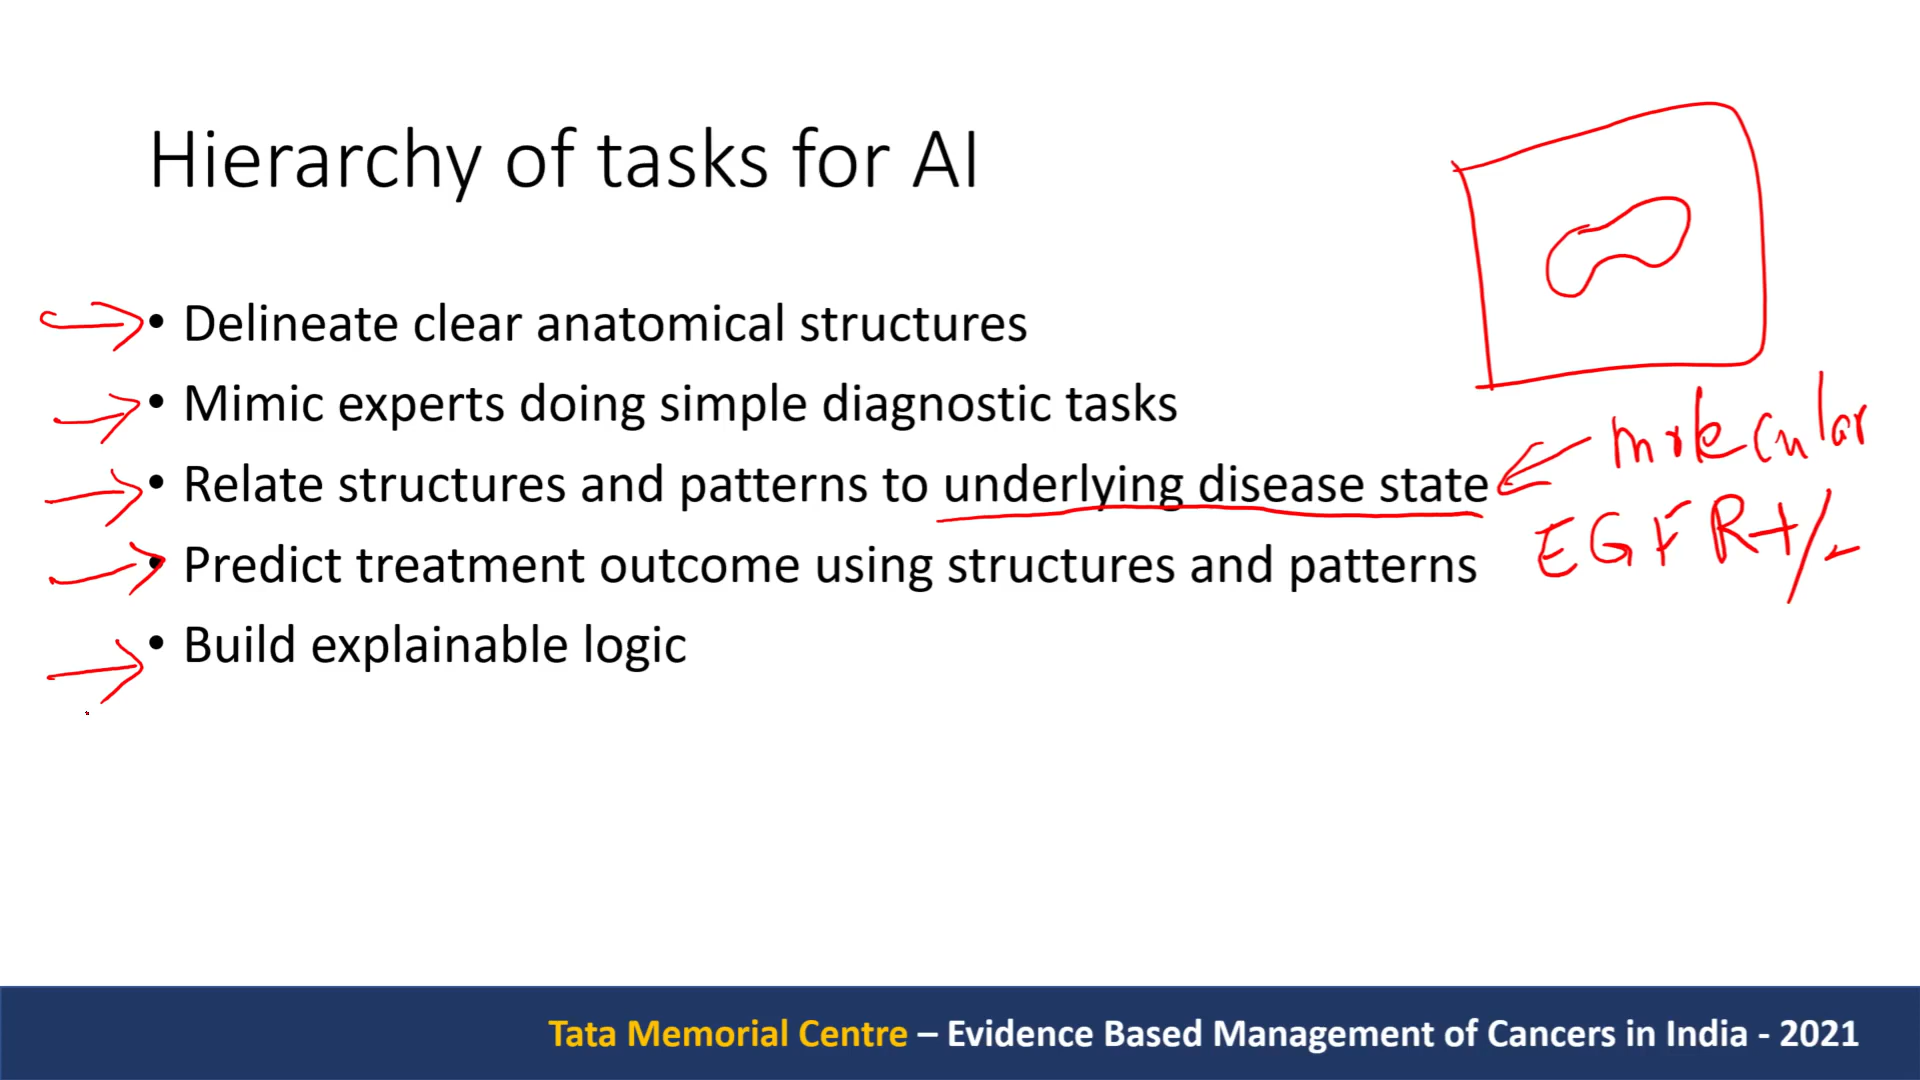 Hierarchy of tasks for AI
• Delineate clear anatomical structures
• Mimic experts doing simple diagnostic tasks
molecular
• Relate structures and patterns to underlying disease state
EGFR+/-
• Predict treatment outcome using structures and patterns
• Build explainable logic
Tata Memorial Centre – Evidence Based Management of Cancers in India - 2021